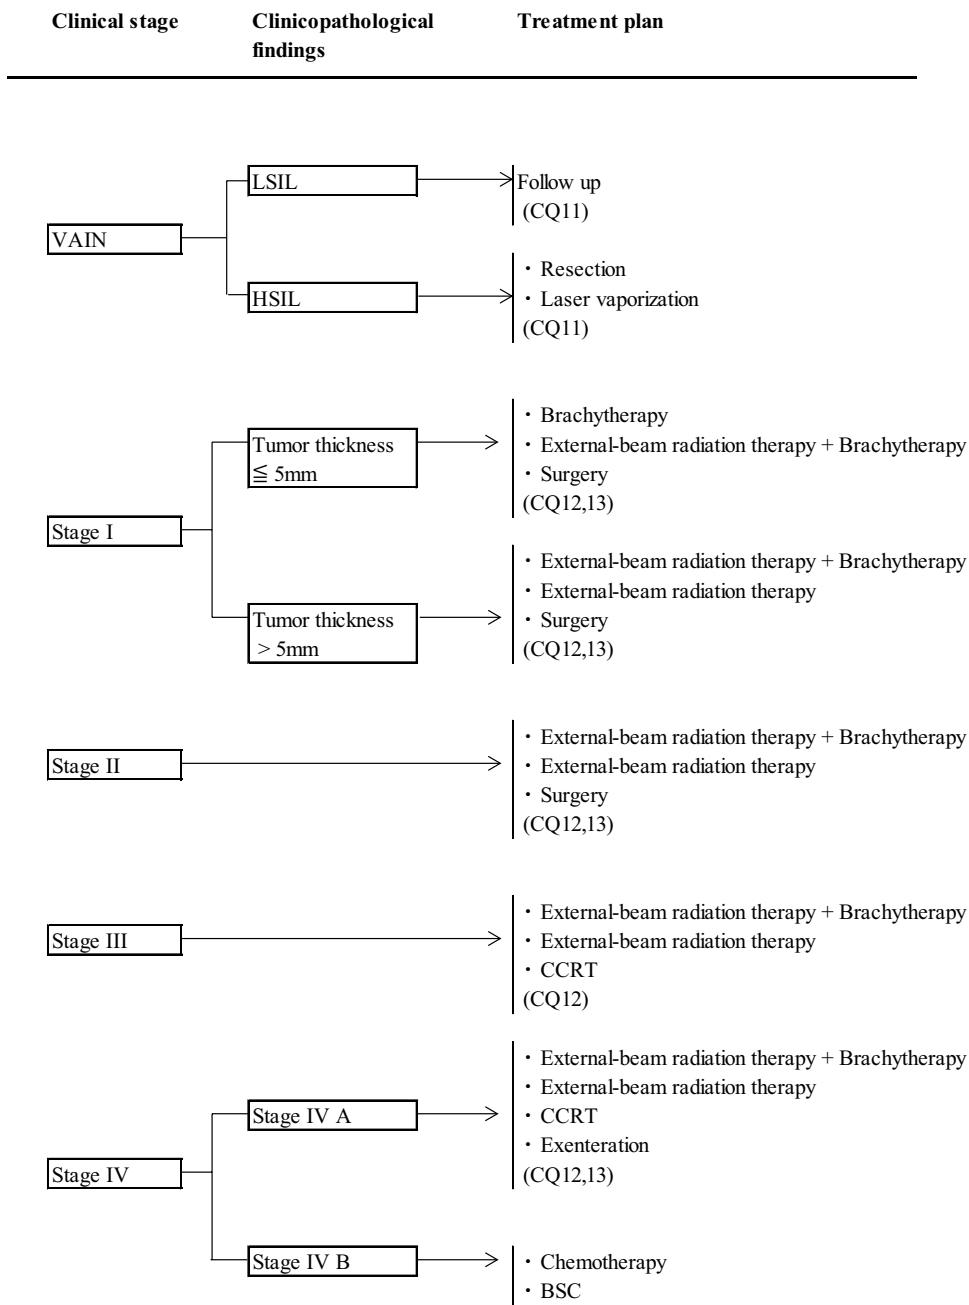 Clinical stage
Clinicopathological
findings
Treatment plan
VAIN
LSIL
Follow up
(CQ11)
HSIL
・Resection
・Laser vaporization
(CQ11)
Stage I
Tumor thickness
≦ 5mm
・Brachytherapy
・External-beam radiation therapy + Brachytherapy
・Surgery
(CQ12,13)
Tumor thickness
> 5mm
・External-beam radiation therapy + Brachytherapy
・External-beam radiation therapy
・Surgery
(CQ12,13)
Stage II
・External-beam radiation therapy + Brachytherapy
・External-beam radiation therapy
・Surgery
(CQ12,13)
Stage III
・External-beam radiation therapy + Brachytherapy
・External-beam radiation therapy
・CCRT
(CQ12)
Stage IV
Stage IV A
・External-beam radiation therapy + Brachytherapy
・External-beam radiation therapy
・CCRT
・Exenteration
(CQ12,13)
Stage IV B
・Chemotherapy
・BSC